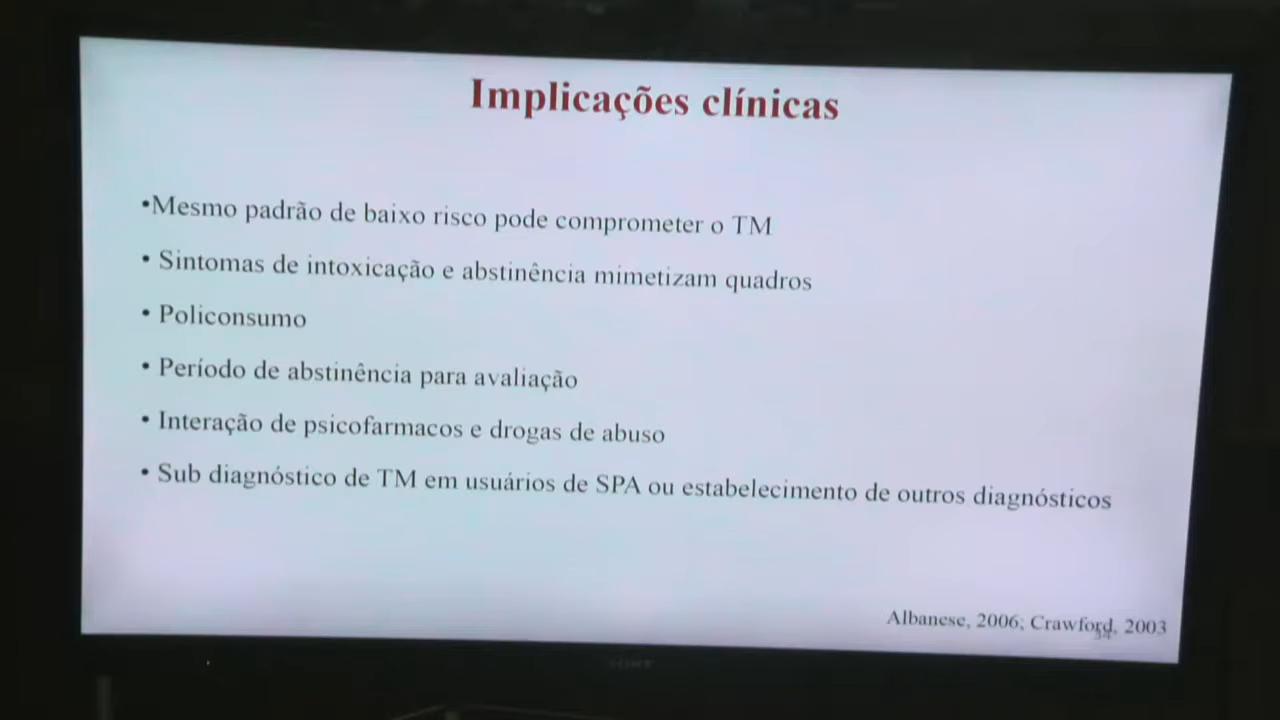 Implicações clínicas
•Mesmo padrão de baixo risco pode comprometer o TM
• Sintomas de intoxicação e abstinência mimetizam quadros
• Policonsumo
• Período de abstinência para avaliação
• Interação de psicofarmacos e drogas de abuso
• Sub diagnóstico de TM em usuários de SPA ou estabelecimento de outros diagnósticos
Albanese, 2006; Crawford, 2003